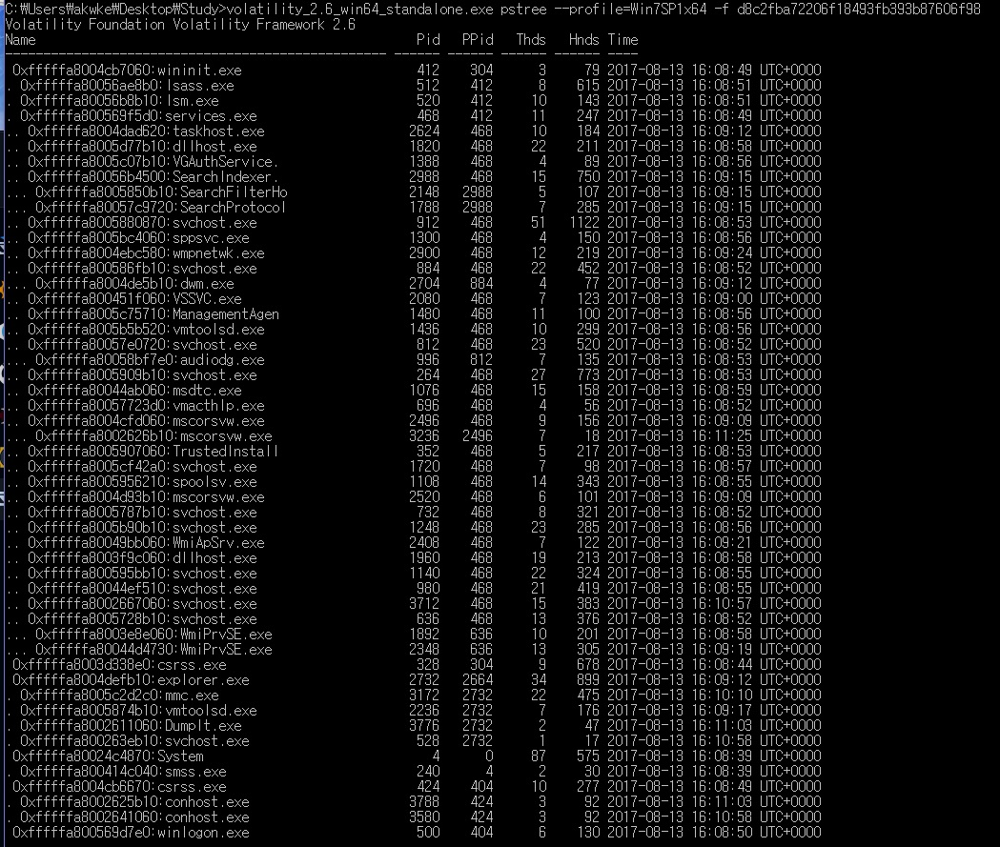 C:₩Users₩akwke₩Desktop₩Study>volatility_2.6_win64_standalone.exe pstree --profile=Win7SP1x64 -f d8c2fba72206f18493fb393b87606f98
Volatility Foundation Volatility Framework 2.6
Name Pid PPid Thds Hnds Time
-------------------------------------------------- ------ ------ ------ ------ ----
0xfffffa8004cb7060:wininit.exe 412 304 3 79 2017-08-13 16:08:49 UTC+0000
. 0xfffffa80056ae8b0:lsass.exe 512 412 8 615 2017-08-13 16:08:51 UTC+0000
. 0xfffffa80056b8b10:lsm.exe 520 412 10 143 2017-08-13 16:08:51 UTC+0000
. 0xfffffa800569f5d0:services.exe 468 412 11 247 2017-08-13 16:08:49 UTC+0000
.. 0xfffffa8004dad620:taskhost.exe 2624 468 10 184 2017-08-13 16:09:12 UTC+0000
.. 0xfffffa8005d77b10:dllhost.exe 1820 468 22 211 2017-08-13 16:08:58 UTC+0000
.. 0xfffffa8005c07b10:VGAuthService. 1388 468 4 89 2017-08-13 16:08:56 UTC+0000
.. 0xfffffa80056b4500:SearchIndexer. 2988 468 15 750 2017-08-13 16:09:15 UTC+0000
... 0xfffffa8005850b10:SearchFilterHo 2148 2988 5 107 2017-08-13 16:09:15 UTC+0000
... 0xfffffa80057c9720:SearchProtocol 1788 2988 7 285 2017-08-13 16:09:15 UTC+0000
.. 0xfffffa8005880870:svchost.exe 912 468 51 1122 2017-08-13 16:08:53 UTC+0000
.. 0xfffffa8005bc4060:sppsvc.exe 1300 468 4 150 2017-08-13 16:08:56 UTC+0000
.. 0xfffffa8004ebc580:wmpnetwk.exe 2900 468 12 219 2017-08-13 16:09:24 UTC+0000
.. 0xfffffa800586fb10:svchost.exe 884 468 22 452 2017-08-13 16:08:52 UTC+0000
... 0xfffffa8004de5b10:dwm.exe 2704 884 4 77 2017-08-13 16:09:12 UTC+0000
.. 0xfffffa800451f060:VSSVC.exe 2080 468 7 123 2017-08-13 16:09:00 UTC+0000
.. 0xfffffa8005c75710:ManagementAgen 1480 468 11 100 2017-08-13 16:08:56 UTC+0000
.. 0xfffffa8005b5b520:vmtoolsd.exe 1436 468 10 299 2017-08-13 16:08:56 UTC+0000
.. 0xfffffa80057e0720:svchost.exe 812 468 23 520 2017-08-13 16:08:52 UTC+0000
... 0xfffffa80058bf7e0:audiodg.exe 996 812 7 135 2017-08-13 16:08:53 UTC+0000
.. 0xfffffa8005909b10:svchost.exe 264 468 27 773 2017-08-13 16:08:53 UTC+0000
.. 0xfffffa80044ab060:msdtc.exe 1076 468 15 158 2017-08-13 16:08:59 UTC+0000
.. 0xfffffa80057723d0:vmacthlp.exe 696 468 4 56 2017-08-13 16:08:52 UTC+0000
.. 0xfffffa8004cfd060:mscorsvw.exe 2496 468 9 156 2017-08-13 16:09:09 UTC+0000
... 0xfffffa8002626b10:mscorsvw.exe 3236 2496 7 18 2017-08-13 16:11:25 UTC+0000
.. 0xfffffa8005907060:TrustedInstall 352 468 5 217 2017-08-13 16:08:53 UTC+0000
.. 0xfffffa8005cf42a0:svchost.exe 1720 468 7 98 2017-08-13 16:08:57 UTC+0000
.. 0xfffffa8005956210:spoolsv.exe 1108 468 14 343 2017-08-13 16:08:55 UTC+0000
.. 0xfffffa8004d93b10:mscorsvw.exe 2520 468 6 101 2017-08-13 16:09:09 UTC+0000
.. 0xfffffa8005787b10:svchost.exe 732 468 8 321 2017-08-13 16:08:52 UTC+0000
.. 0xfffffa8005b90b10:svchost.exe 1248 468 23 285 2017-08-13 16:08:56 UTC+0000
.. 0xfffffa80049bb060:WmiApSrv.exe 2408 468 7 122 2017-08-13 16:09:21 UTC+0000
.. 0xfffffa8003f9c060:dllhost.exe 1960 468 19 213 2017-08-13 16:08:58 UTC+0000
.. 0xfffffa800595bb10:svchost.exe 1140 468 22 324 2017-08-13 16:08:55 UTC+0000
.. 0xfffffa80044ef510:svchost.exe 980 468 21 419 2017-08-13 16:08:55 UTC+0000
.. 0xfffffa8002667060:svchost.exe 3712 468 15 383 2017-08-13 16:10:57 UTC+0000
.. 0xfffffa8005728b10:svchost.exe 636 468 13 376 2017-08-13 16:08:52 UTC+0000
... 0xfffffa8003e8e060:WmiPrvSE.exe 1892 636 10 201 2017-08-13 16:08:58 UTC+0000
... 0xfffffa80044d4730:WmiPrvSE.exe 2348 636 13 305 2017-08-13 16:09:19 UTC+0000
0xfffffa8003d338e0:csrss.exe 328 304 9 678 2017-08-13 16:08:44 UTC+0000
0xfffffa8004defb10:explorer.exe 2732 2664 34 899 2017-08-13 16:09:12 UTC+0000
. 0xfffffa8005c2d2c0:mmc.exe 3172 2732 22 475 2017-08-13 16:10:10 UTC+0000
. 0xfffffa8005874b10:vmtoolsd.exe 2236 2732 7 176 2017-08-13 16:09:17 UTC+0000
. 0xfffffa8002611060:DumpIt.exe 3776 2732 2 47 2017-08-13 16:11:03 UTC+0000
. 0xfffffa800263eb10:svchost.exe 528 2732 1 17 2017-08-13 16:10:58 UTC+0000
0xfffffa80024c4870:System 4 0 87 575 2017-08-13 16:08:39 UTC+0000
. 0xfffffa800414c040:smss.exe 240 4 2 30 2017-08-13 16:08:39 UTC+0000
0xfffffa8004cb6670:csrss.exe 424 404 10 277 2017-08-13 16:08:49 UTC+0000
. 0xfffffa8002625b10:conhost.exe 3788 424 3 92 2017-08-13 16:11:03 UTC+0000
. 0xfffffa8002641060:conhost.exe 3580 424 3 92 2017-08-13 16:10:58 UTC+0000
0xfffffa800569d7e0:winlogon.exe 500 404 6 130 2017-08-13 16:08:50 UTC+0000